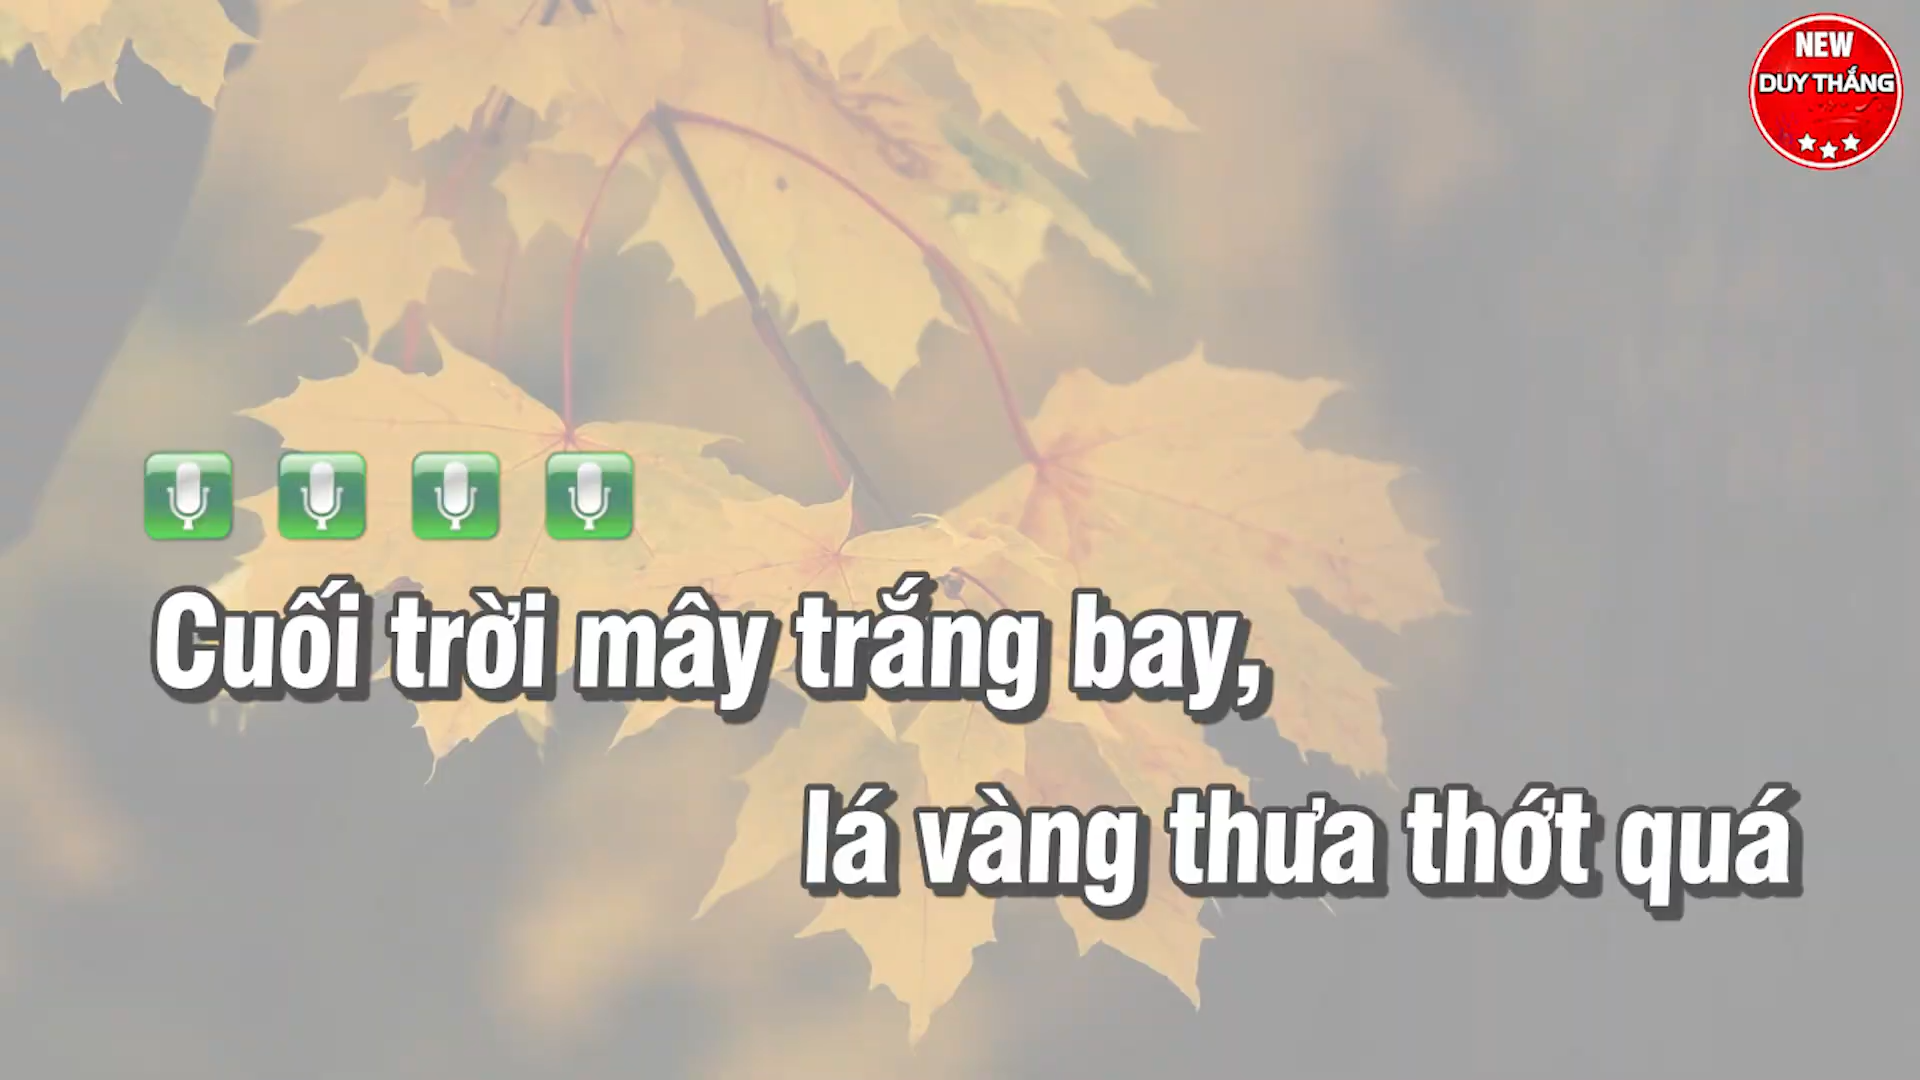 NEW
DUY THẮNG
Cuối trời mây trắng bay,
lá vàng thưa thớt quá